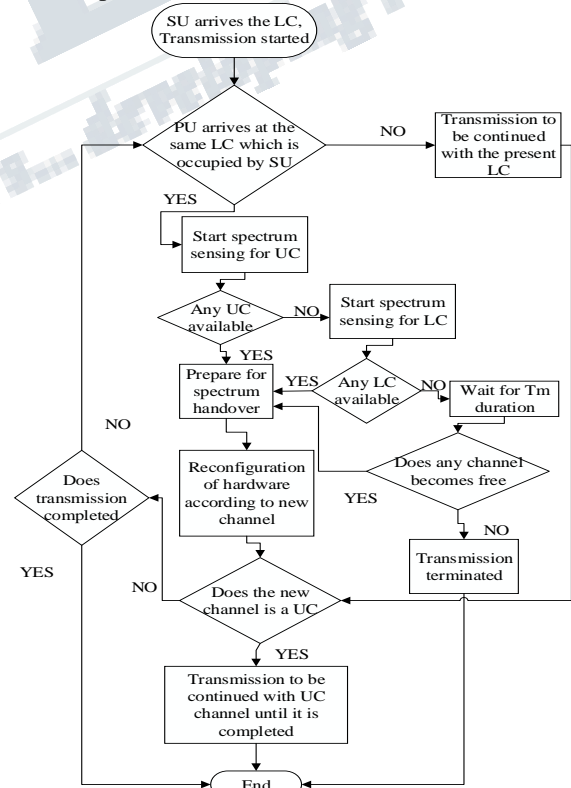 SU arrives the LC,
Transmission started
PU arrives at the
same LC which is
occupied by SU
NO
Transmission to
be continued
with the present
LC
YES
Start spectrum
sensing for UC
Any UC
available
NO
Start spectrum
sensing for LC
YES
Prepare for
spectrum
handover
YES
Any LC
available
NO
Wait for Tm
duration
NO
Reconfiguration
of hardware
according to new
channel
Does any channel
becomes free
YES
NO
Does
transmission
completed
Transmission
terminated
YES
NO
Does the new
channel is a UC
YES
Transmission to be
continued with UC
channel until it is
completed
End